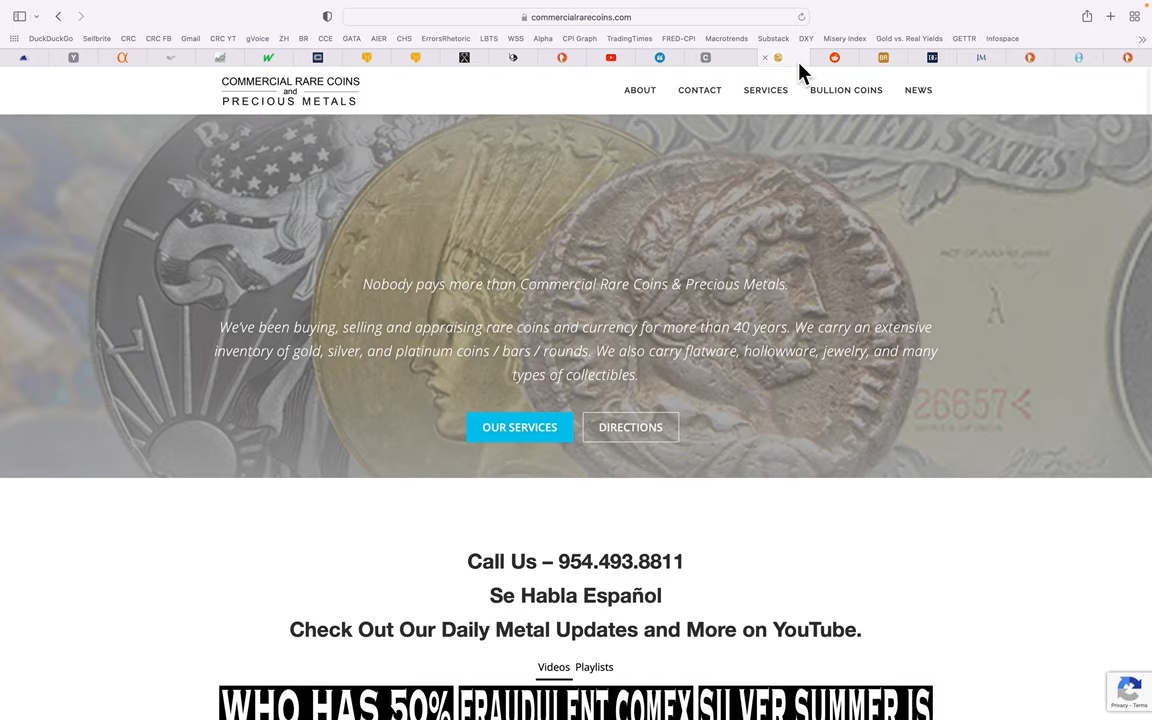 commercialrarecoins.com
DuckDuckGo Sellbrite CRC CRC FB Gmail CRC YT gVoice ZH BR CCE GATA AIER CHS ErrorsRhetoric LBTS WSS Alpha CPI Graph TradingTimes FRED-CPI Macrotrends Substack DXY Misery Index Gold vs. Real Yields GETTR Infospace
COMMERCIAL RARE COINS
and
PRECIOUS METALS
ABOUT CONTACT SERVICES BULLION COINS NEWS
UNITED STATES
Nobody pays more than Commercial Rare Coins & Precious Metals.
We've been buying, selling and appraising rare coins and currency for more than 40 years. We carry an extensive
inventory of gold, silver, and platinum coins / bars / rounds. We also carry flatware, hollowware, jewelry, and many
types of collectibles.
26657
OUR SERVICES DIRECTIONS
Call Us – 954.493.8811
Se Habla Español
Check Out Our Daily Metal Updates and More on YouTube.
Videos Playlists
WHO HAS 50% FRAUDULENT COMEX SILVER SUMMER IS
Privacy - Terms